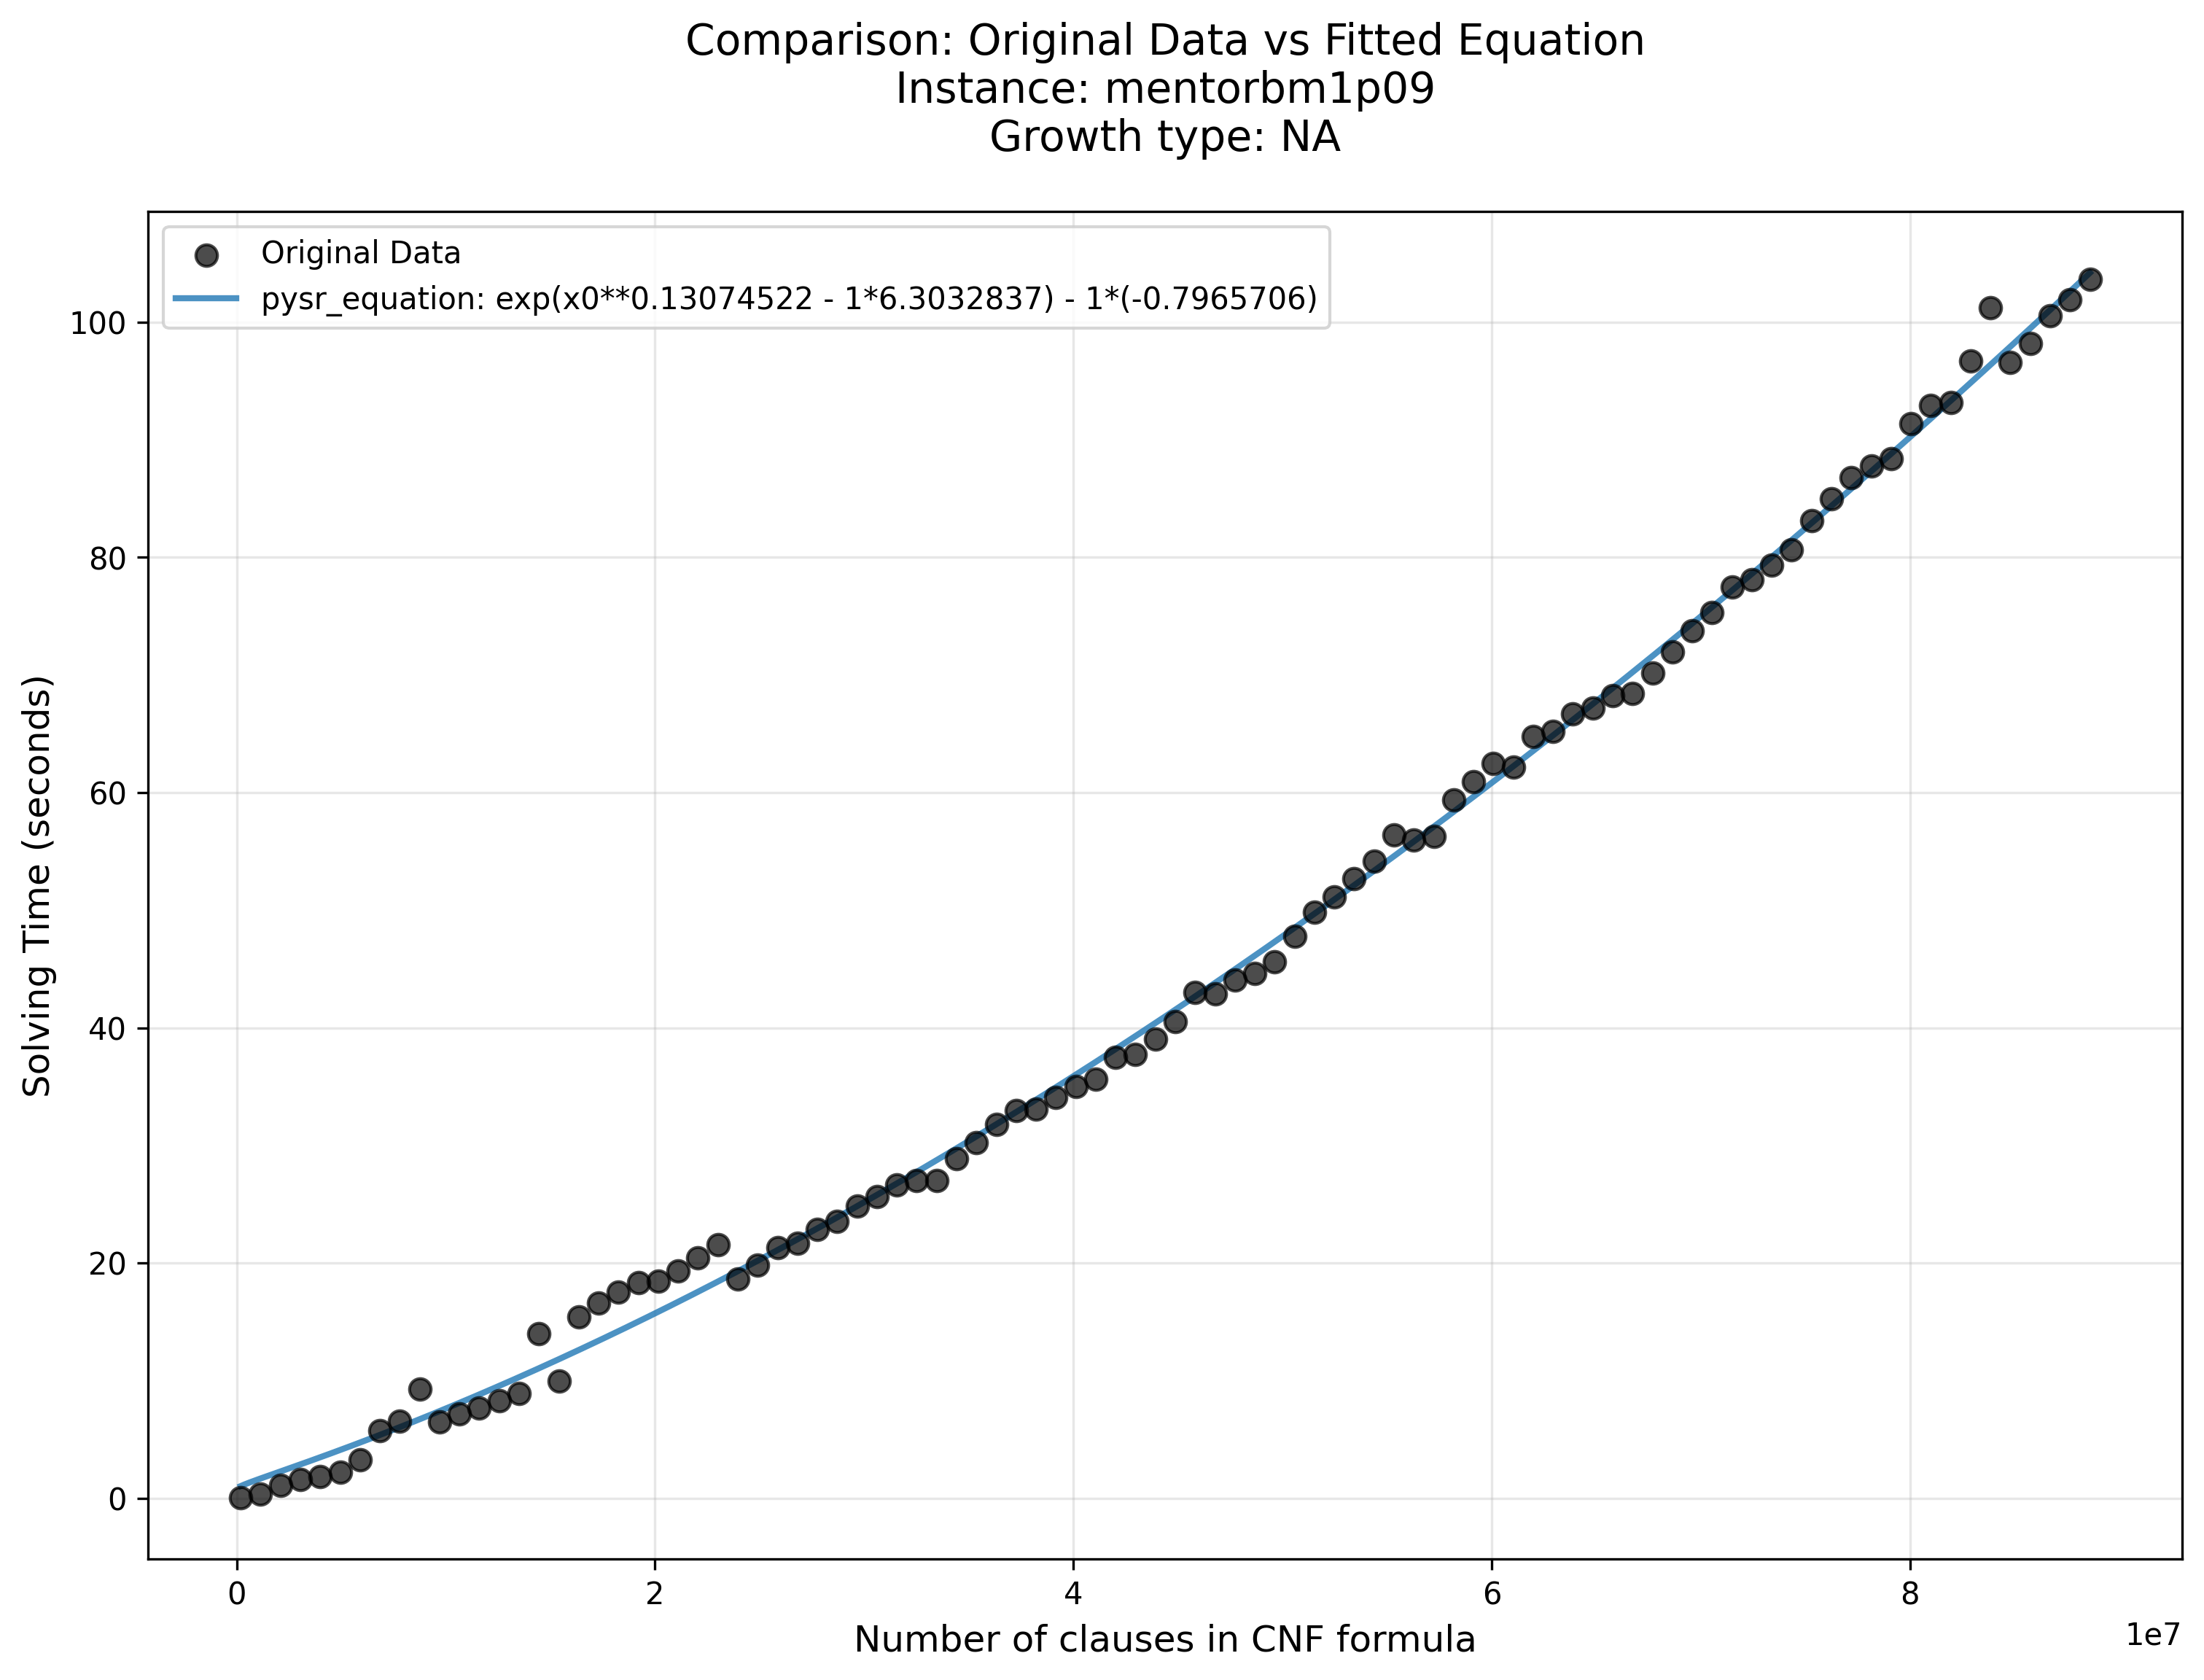 Comparison: Original Data vs Fitted Equation
Instance: mentorbm1p09
Growth type: NA
Original Data
pysr_equation: exp(x0**0.13074522 - 1*6.3032837) - 1*(-0.7965706)
100
80
60
40
20
0
Solving Time (seconds)
0 2 4 6 8
1e7
Number of clauses in CNF formula